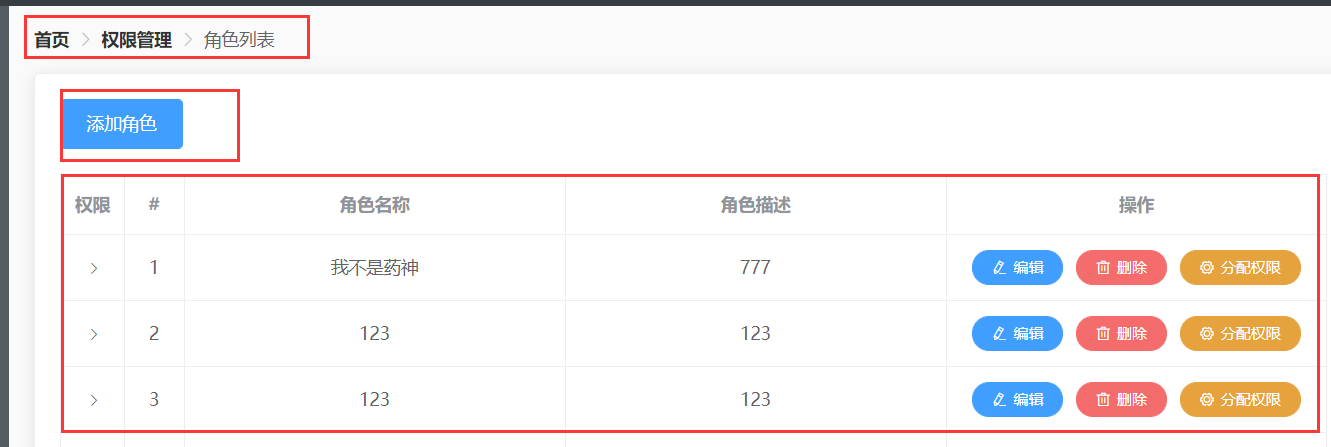 首页 > 权限管理 > 角色列表
添加角色
权限 # 角色名称 角色描述 操作
> 1 我不是药神 777 编辑 删除 分配权限
> 2 123 123 编辑 删除 分配权限
> 3 123 123 编辑 删除 分配权限